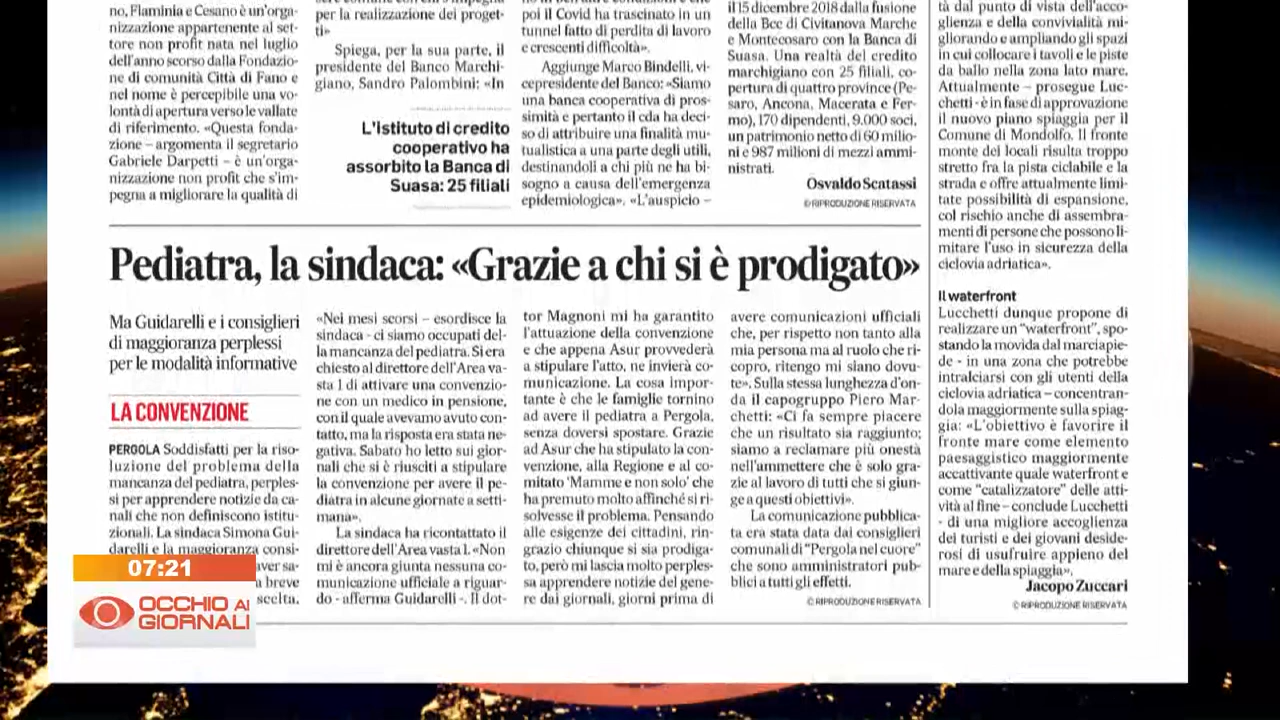 no, Flaminia e Cesano è un'orga-
nizzazione appartenente al set-
tore non profit nata nel luglio
dell'anno scorso dalla Fondazio-
ne di comunità Città di Fano e
nel nome è percepibile una vo-
lontà di apertura verso le vallate
di riferimento. «Questa fonda-
zione – argomenta il segretario
Gabriele Darpetti – è un'orga-
nizzazione non profit che s'im-
pegna a migliorare la qualità di
per la realizzazione dei proget-
ti»
Spiega, per la sua parte, il
presidente del Banco Marchi-
giano, Sandro Palombini: «In
L'Istituto di credito
cooperativo ha
assorbito la Banca di
Suasa: 25 filiali
poi il Covid ha trascinato in un
tunnel fatto di perdita di lavoro
e crescenti difficoltà».
Aggiunge Marco Bindelli, vi-
cepresidente del Banco: «Siamo
una banca cooperativa di pros-
simità e pertanto il cda ha deci-
so di attribuire una finalità mu-
tualistica a una parte degli utili,
destinandoli a chi più ne ha bi-
sogno a causa dell'emergenza
epidemiologica». «L'auspicio –
il 15 dicembre 2018 dalla fusione
della Bcc di Civitanova Marche
e Montecosaro con la Banca di
Suasa. Una realtà del credito
marchigiano con 25 filiali, co-
pertura di quattro province (Pe-
saro, Ancona, Macerata e Fer-
mo), 170 dipendenti, 9.000 soci,
un patrimonio netto di 60 milio-
ni e 987 milioni di mezzi ammi-
nistrati.
Osvaldo Scatassi
© RIPRODUZIONE RISERVATA
tà dal punto di vista dell'acco-
glienza e della convivialità mi-
gliorando e ampliando gli spazi
in cui collocare i tavoli e le piste
da ballo nella zona lato mare.
Attualmente – prosegue Luc-
chetti - è in fase di approvazione
il nuovo piano spiaggia per il
Comune di Mondolfo. Il fronte
monte dei locali risulta troppo
stretto fra la pista ciclabile e la
strada e offre attualmente limi-
tate possibilità di espansione,
col rischio anche di assembra-
menti di persone che possono li-
mitare l'uso in sicurezza della
ciclovia adriatica».
Il waterfront
Lucchetti dunque propone di
realizzare un "waterfront", spo-
stando la movida dal marciapie-
de - in una zona che potrebbe
intralciarsi con gli utenti della
ciclovia adriatica – concentran-
dola maggiormente sulla spiag-
gia: «L'obiettivo è favorire il
fronte mare come elemento
paesaggistico maggiormente
accattivante quale waterfront e
come "catalizzatore" delle atti-
vità al fine – conclude Lucchetti
- di una migliore accoglienza
dei turisti e dei giovani deside-
rosi di usufruire appieno del
mare e della spiaggia».
Jacopo Zuccari
© RIPRODUZIONE RISERVATA
Pediatra, la sindaca: «Grazie a chi si è prodigato»
Ma Guidarelli e i consiglieri
di maggioranza perplessi
per le modalità informative
LA CONVENZIONE
PERGOLA Soddisfatti per la riso-
luzione del problema della
mancanza del pediatra, perples-
si per apprendere notizie da ca-
nali che non definiscono istitu-
zionali. La sindaca Simona Gui-
darelli e la maggioranza consi-
aver sa-
a breve
scelta.
«Nei mesi scorsi – esordisce la
sindaca - ci siamo occupati del-
la mancanza del pediatra. Si era
chiesto al direttore dell'Area va-
sta 1 di attivare una convenzio-
ne con un medico in pensione,
con il quale avevamo avuto con-
tatto, ma la risposta era stata ne-
gativa. Sabato ho letto sui gior-
nali che si è riusciti a stipulare
la convenzione per avere il pe-
diatra in alcune giornate a setti-
mana».
La sindaca ha ricontattato il
direttore dell'Area vasta 1. «Non
mi è ancora giunta nessuna co-
municazione ufficiale a riguar-
do - afferma Guidarelli -. Il dot-
tor Magnoni mi ha garantito
l'attuazione della convenzione
e che appena Asur provvederà
a stipulare l'atto, ne invierà co-
municazione. La cosa impor-
tante è che le famiglie tornino
ad avere il pediatra a Pergola,
senza doversi spostare. Grazie
ad Asur che ha stipulato la con-
venzione, alla Regione e al co-
mitato 'Mamme e non solo' che
ha premuto molto affinché si ri-
solvesse il problema. Pensando
alle esigenze dei cittadini, rin-
grazio chiunque si sia prodiga-
to, però mi lascia molto perples-
sa apprendere notizie del gene-
re dai giornali, giorni prima di
avere comunicazioni ufficiali
che, per rispetto non tanto alla
mia persona ma al ruolo che ri-
copro, ritengo mi siano dovu-
te». Sulla stessa lunghezza d'on-
da il capogruppo Piero Mar-
chetti: «Ci fa sempre piacere
che un risultato sia raggiunto;
siamo a reclamare più onestà
nell'ammettere che è solo gra-
zie al lavoro di tutti che si giun-
ge a questi obiettivi».
La comunicazione pubblica-
ta era stata data dai consiglieri
comunali di "Pergola nel cuore"
che sono amministratori pub-
blici a tutti gli effetti.
© RIPRODUZIONE RISERVATA
07:21
OCCHIO AI
GIORNALI